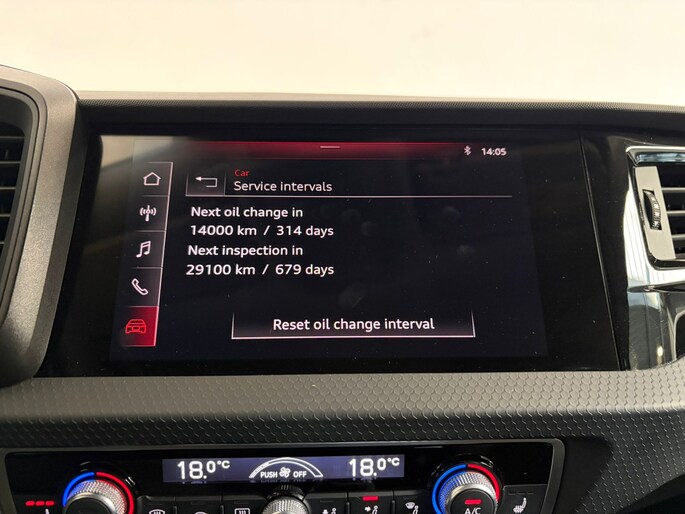 14:05
Car
Service intervals
Next oil change in
14000 km / 314 days
Next inspection in
29100 km / 679 days
Reset oil change interval
18.0°C
PUSH OFF
18.0°C
A/C